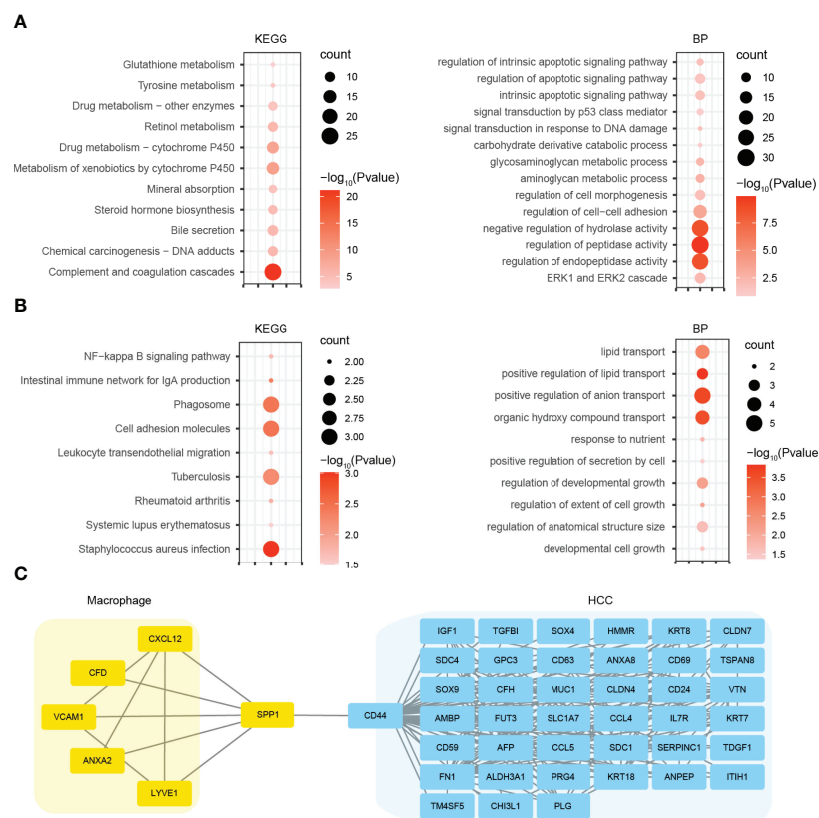 A
KEGG
Glutathione metabolism
Tyrosine metabolism
Drug metabolism − other enzymes
Retinol metabolism
Drug metabolism − cytochrome P450
Metabolism of xenobiotics by cytochrome P450
Mineral absorption
Steroid hormone biosynthesis
Bile secretion
Chemical carcinogenesis − DNA adducts
Complement and coagulation cascades
count
10
15
20
25
−log10(Pvalue)
20
15
10
5
BP
regulation of intrinsic apoptotic signaling pathway
regulation of apoptotic signaling pathway
intrinsic apoptotic signaling pathway
signal transduction by p53 class mediator
signal transduction in response to DNA damage
carbohydrate derivative catabolic process
glycosaminoglycan metabolic process
aminoglycan metabolic process
regulation of cell morphogenesis
regulation of cell−cell adhesion
negative regulation of hydrolase activity
regulation of peptidase activity
regulation of endopeptidase activity
ERK1 and ERK2 cascade
count
10
15
20
25
30
−log10(Pvalue)
7.5
5.0
2.5
B
KEGG
NF−kappa B signaling pathway
Intestinal immune network for IgA production
Phagosome
Cell adhesion molecules
Leukocyte transendothelial migration
Tuberculosis
Rheumatoid arthritis
Systemic lupus erythematosus
Staphylococcus aureus infection
count
2.00
2.25
2.50
2.75
3.00
−log10(Pvalue)
3.0
2.5
2.0
1.5
BP
lipid transport
positive regulation of lipid transport
positive regulation of anion transport
organic hydroxy compound transport
response to nutrient
positive regulation of secretion by cell
regulation of developmental growth
regulation of extent of cell growth
regulation of anatomical structure size
developmental cell growth
count
2
3
4
5
−log10(Pvalue)
3.5
3.0
2.5
2.0
1.5
C
Macrophage
CXCL12
CFD
VCAM1
ANXA2
LYVE1
SPP1
CD44
HCC
IGF1 TGFBI SOX4 HMMR KRT8 CLDN7
SDC4 GPC3 CD63 ANXA8 CD69 TSPAN8
SOX9 CFH MUC1 CLDN4 CD24 VTN
AMBP FUT3 SLC1A7 CCL4 IL7R KRT7
CD59 AFP CCL5 SDC1 SERPINC1 TDGF1
FN1 ALDH3A1 PRG4 KRT18 ANPEP ITIH1
TM4SF5 CHI3L1 PLG